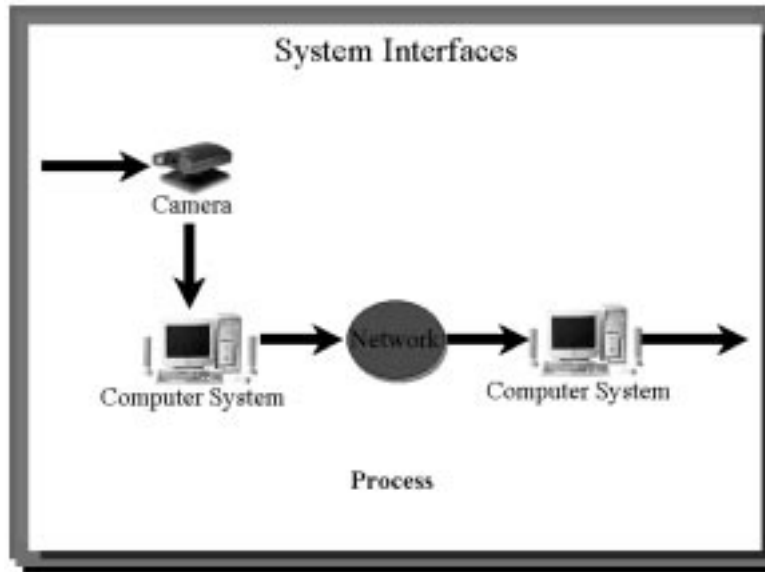 System Interfaces
Camera
Network
Computer System
Computer System
Process